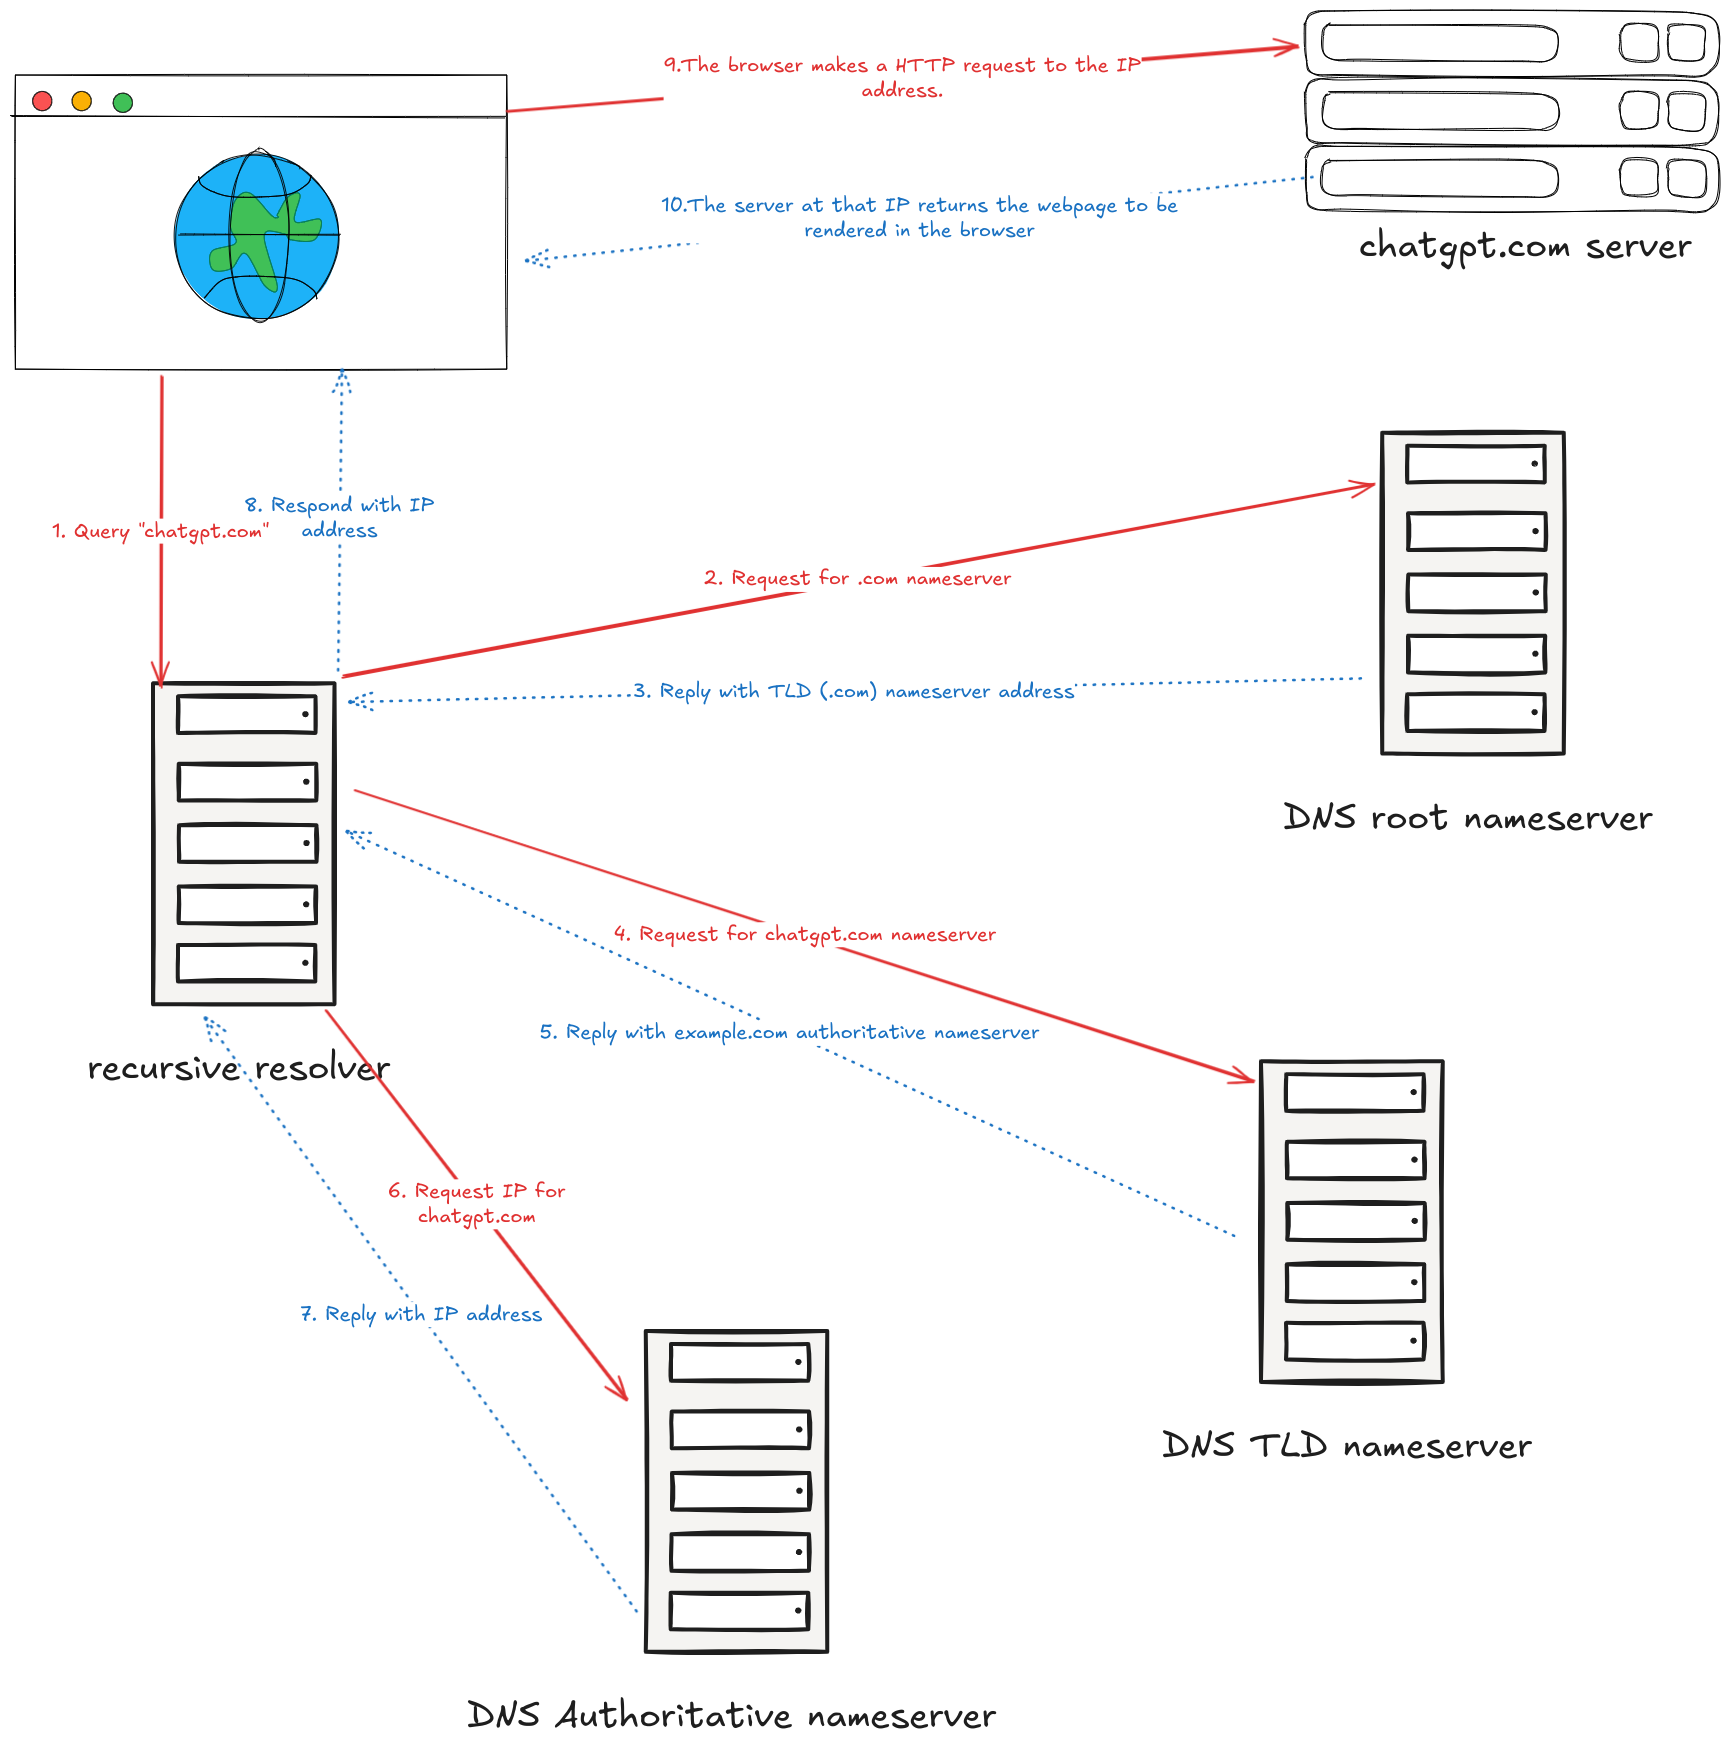 9.The browser makes a HTTP request to the IP
address.
10.The server at that IP returns the webpage to be
rendered in the browser
chatgpt.com server
8. Respond with IP
address
1. Query "chatgpt.com"
2. Request for .com nameserver
3. Reply with TLD (.com) nameserver address
DNS root nameserver
4. Request for chatgpt.com nameserver
5. Reply with example.com authoritative nameserver
recursive resolver
6. Request IP for
chatgpt.com
7. Reply with IP address
DNS TLD nameserver
DNS Authoritative nameserver